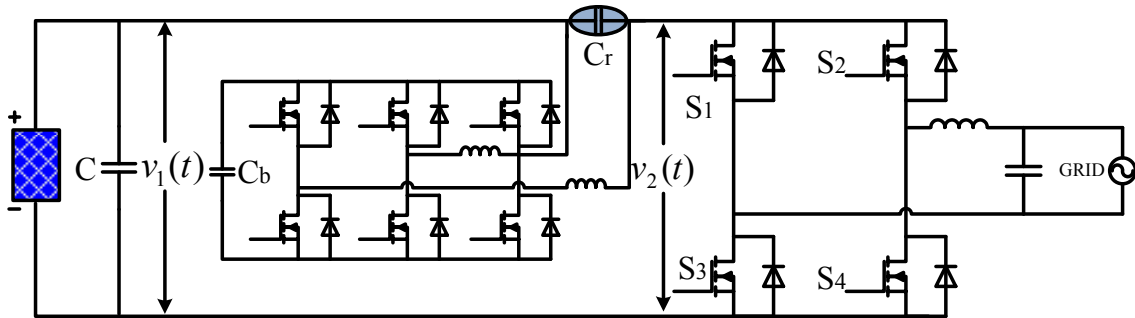 +
-
C
v₁(t)
Cb
Cr
v₂(t)
S1
S2
S3
S4
GRID